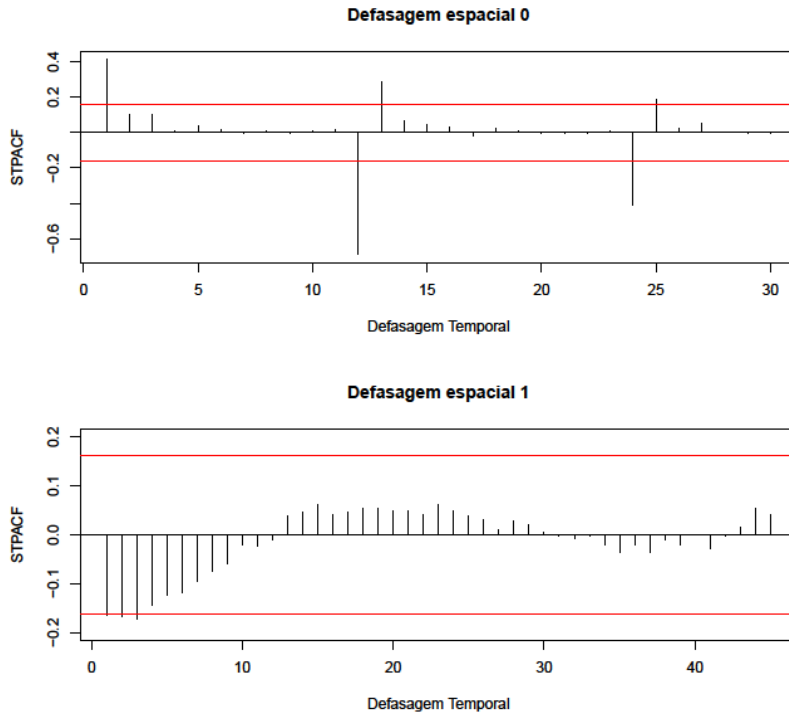 Defasagem espacial 0
STPACF
0.4
0.2
−0.2
−0.6
0 5 10 15 20 25 30
Defasagem Temporal
Defasagem espacial 1
STPACF
0.2
0.1
0.0
−0.1
−0.2
0 10 20 30 40
Defasagem Temporal